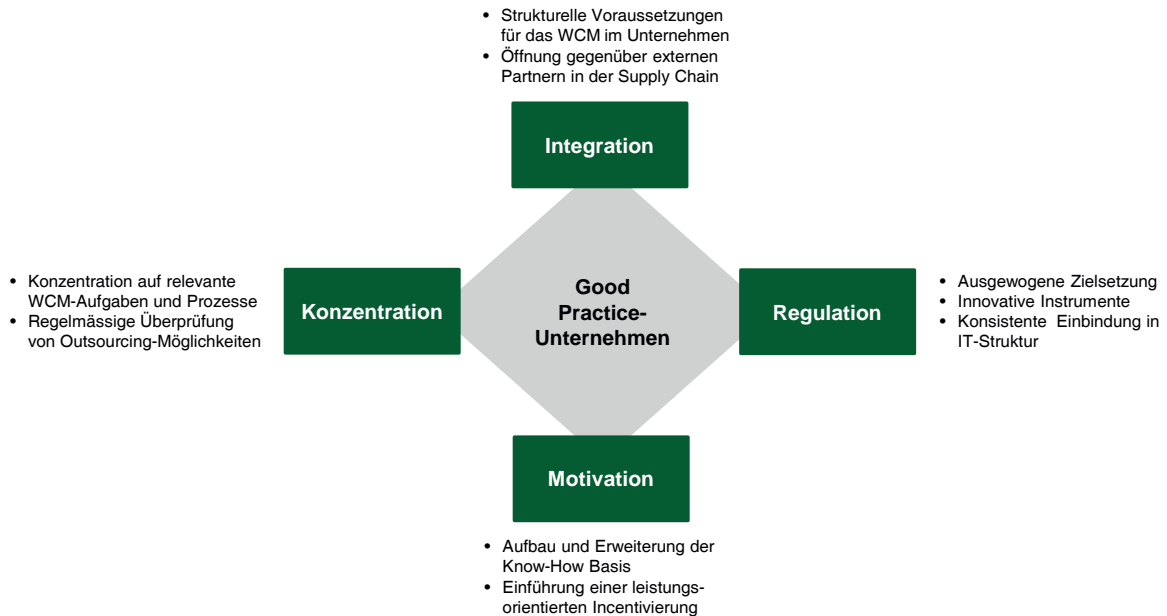 • Strukturelle Voraussetzungen
für das WCM im Unternehmen
• Öffnung gegenüber externen
Partnern in der Supply Chain
Integration
• Konzentration auf relevante
WCM-Aufgaben und Prozesse
• Regelmässige Überprüfung
von Outsourcing-Möglichkeiten
Konzentration
Good
Practice-
Unternehmen
Regulation
• Ausgewogene Zielsetzung
• Innovative Instrumente
• Konsistente Einbindung in
IT-Struktur
Motivation
• Aufbau und Erweiterung der
Know-How Basis
• Einführung einer leistungs-
orientierten Incentivierung